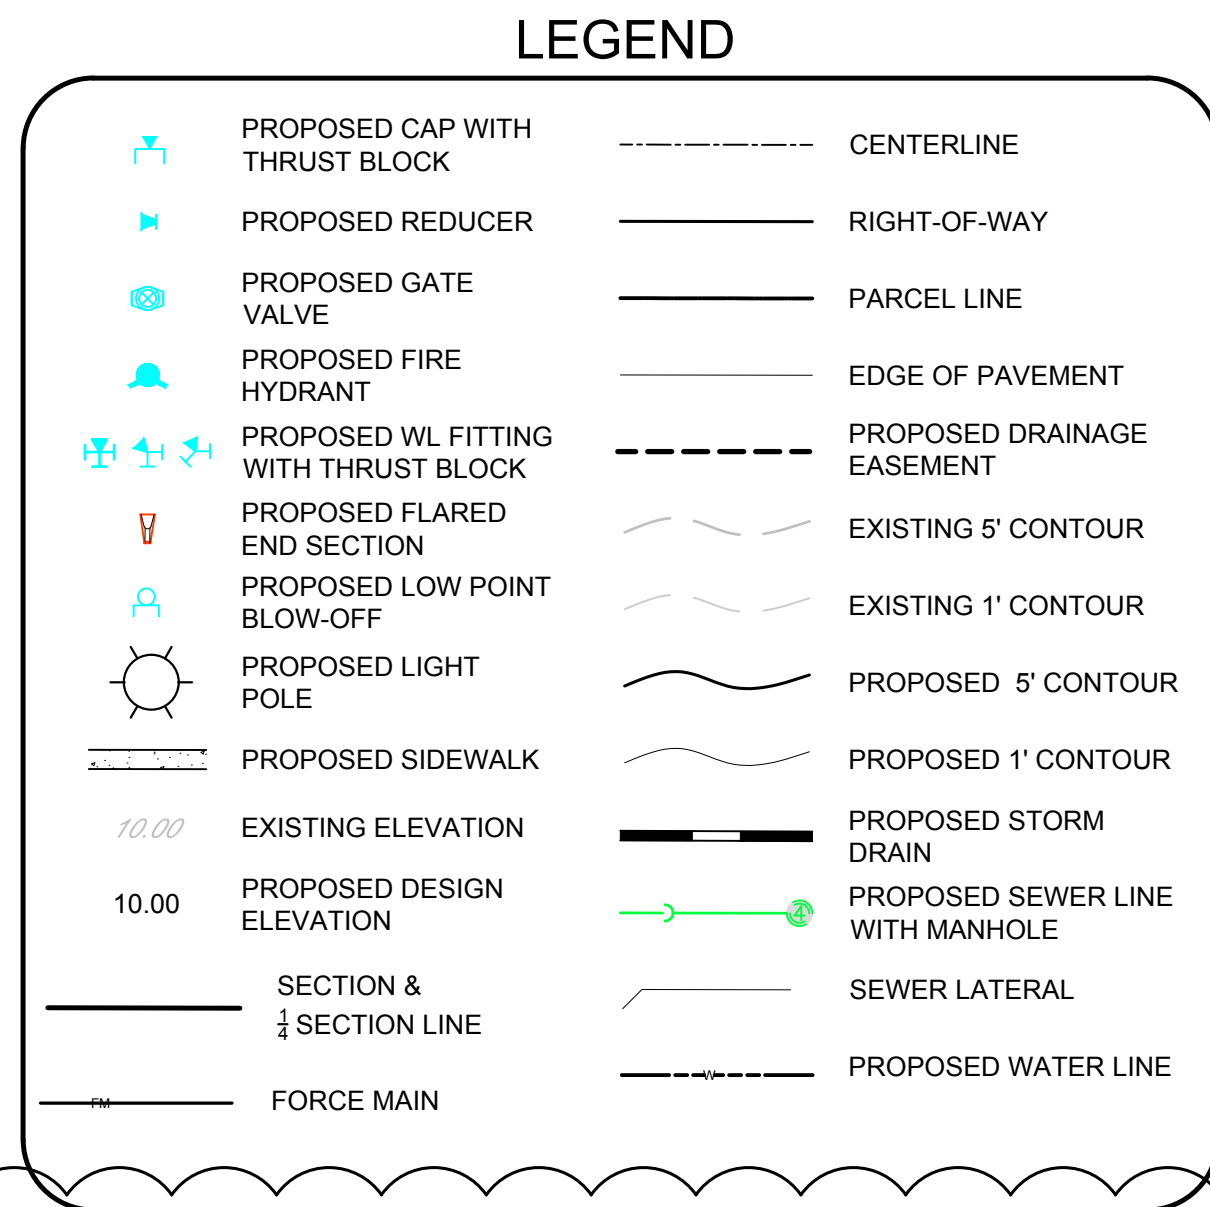 LEGEND
PROPOSED CAP WITH
THRUST BLOCK
PROPOSED REDUCER
PROPOSED GATE
VALVE
PROPOSED FIRE
HYDRANT
PROPOSED WL FITTING
WITH THRUST BLOCK
PROPOSED FLARED
END SECTION
PROPOSED LOW POINT
BLOW-OFF
PROPOSED LIGHT
POLE
PROPOSED SIDEWALK
10.00 EXISTING ELEVATION
10.00 PROPOSED DESIGN
ELEVATION
SECTION &
1/4 SECTION LINE
FM FORCE MAIN
CENTERLINE
RIGHT-OF-WAY
PARCEL LINE
EDGE OF PAVEMENT
PROPOSED DRAINAGE
EASEMENT
EXISTING 5' CONTOUR
EXISTING 1' CONTOUR
PROPOSED 5' CONTOUR
PROPOSED 1' CONTOUR
PROPOSED STORM
DRAIN
4 PROPOSED SEWER LINE
WITH MANHOLE
SEWER LATERAL
W PROPOSED WATER LINE